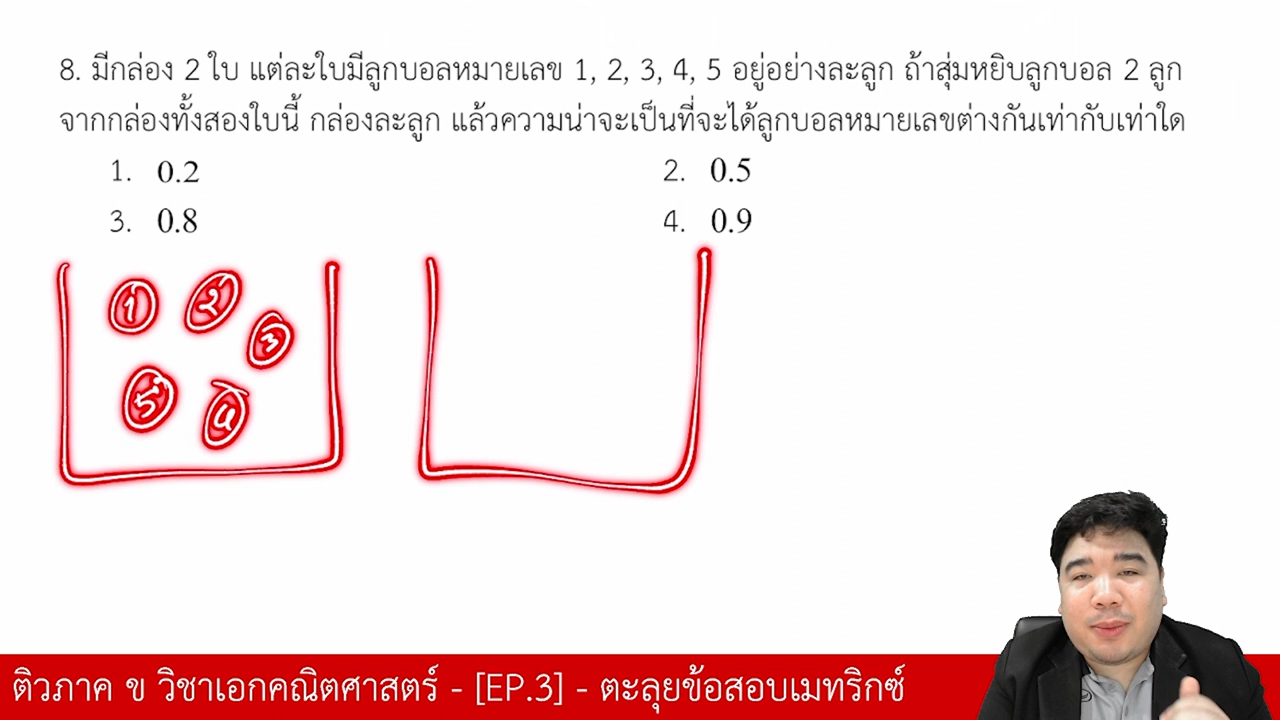 8. มีกล่อง 2 ใบ แต่ละใบมีลูกบอลหมายเลข 1, 2, 3, 4, 5 อยู่อย่างละลูก ถ้าสุ่มหยิบลูกบอล 2 ลูก
จากกล่องทั้งสองใบนี้ กล่องละลูก แล้วความน่าจะเป็นที่จะได้ลูกบอลหมายเลขต่างกันเท่ากับเท่าใด
1. 0.2 2. 0.5
3. 0.8 4. 0.9
1 2 3
5 4
ติวภาค ข วิชาเอกคณิตศาสตร์ - [EP.3] - ตะลุยข้อสอบเมทริกซ์